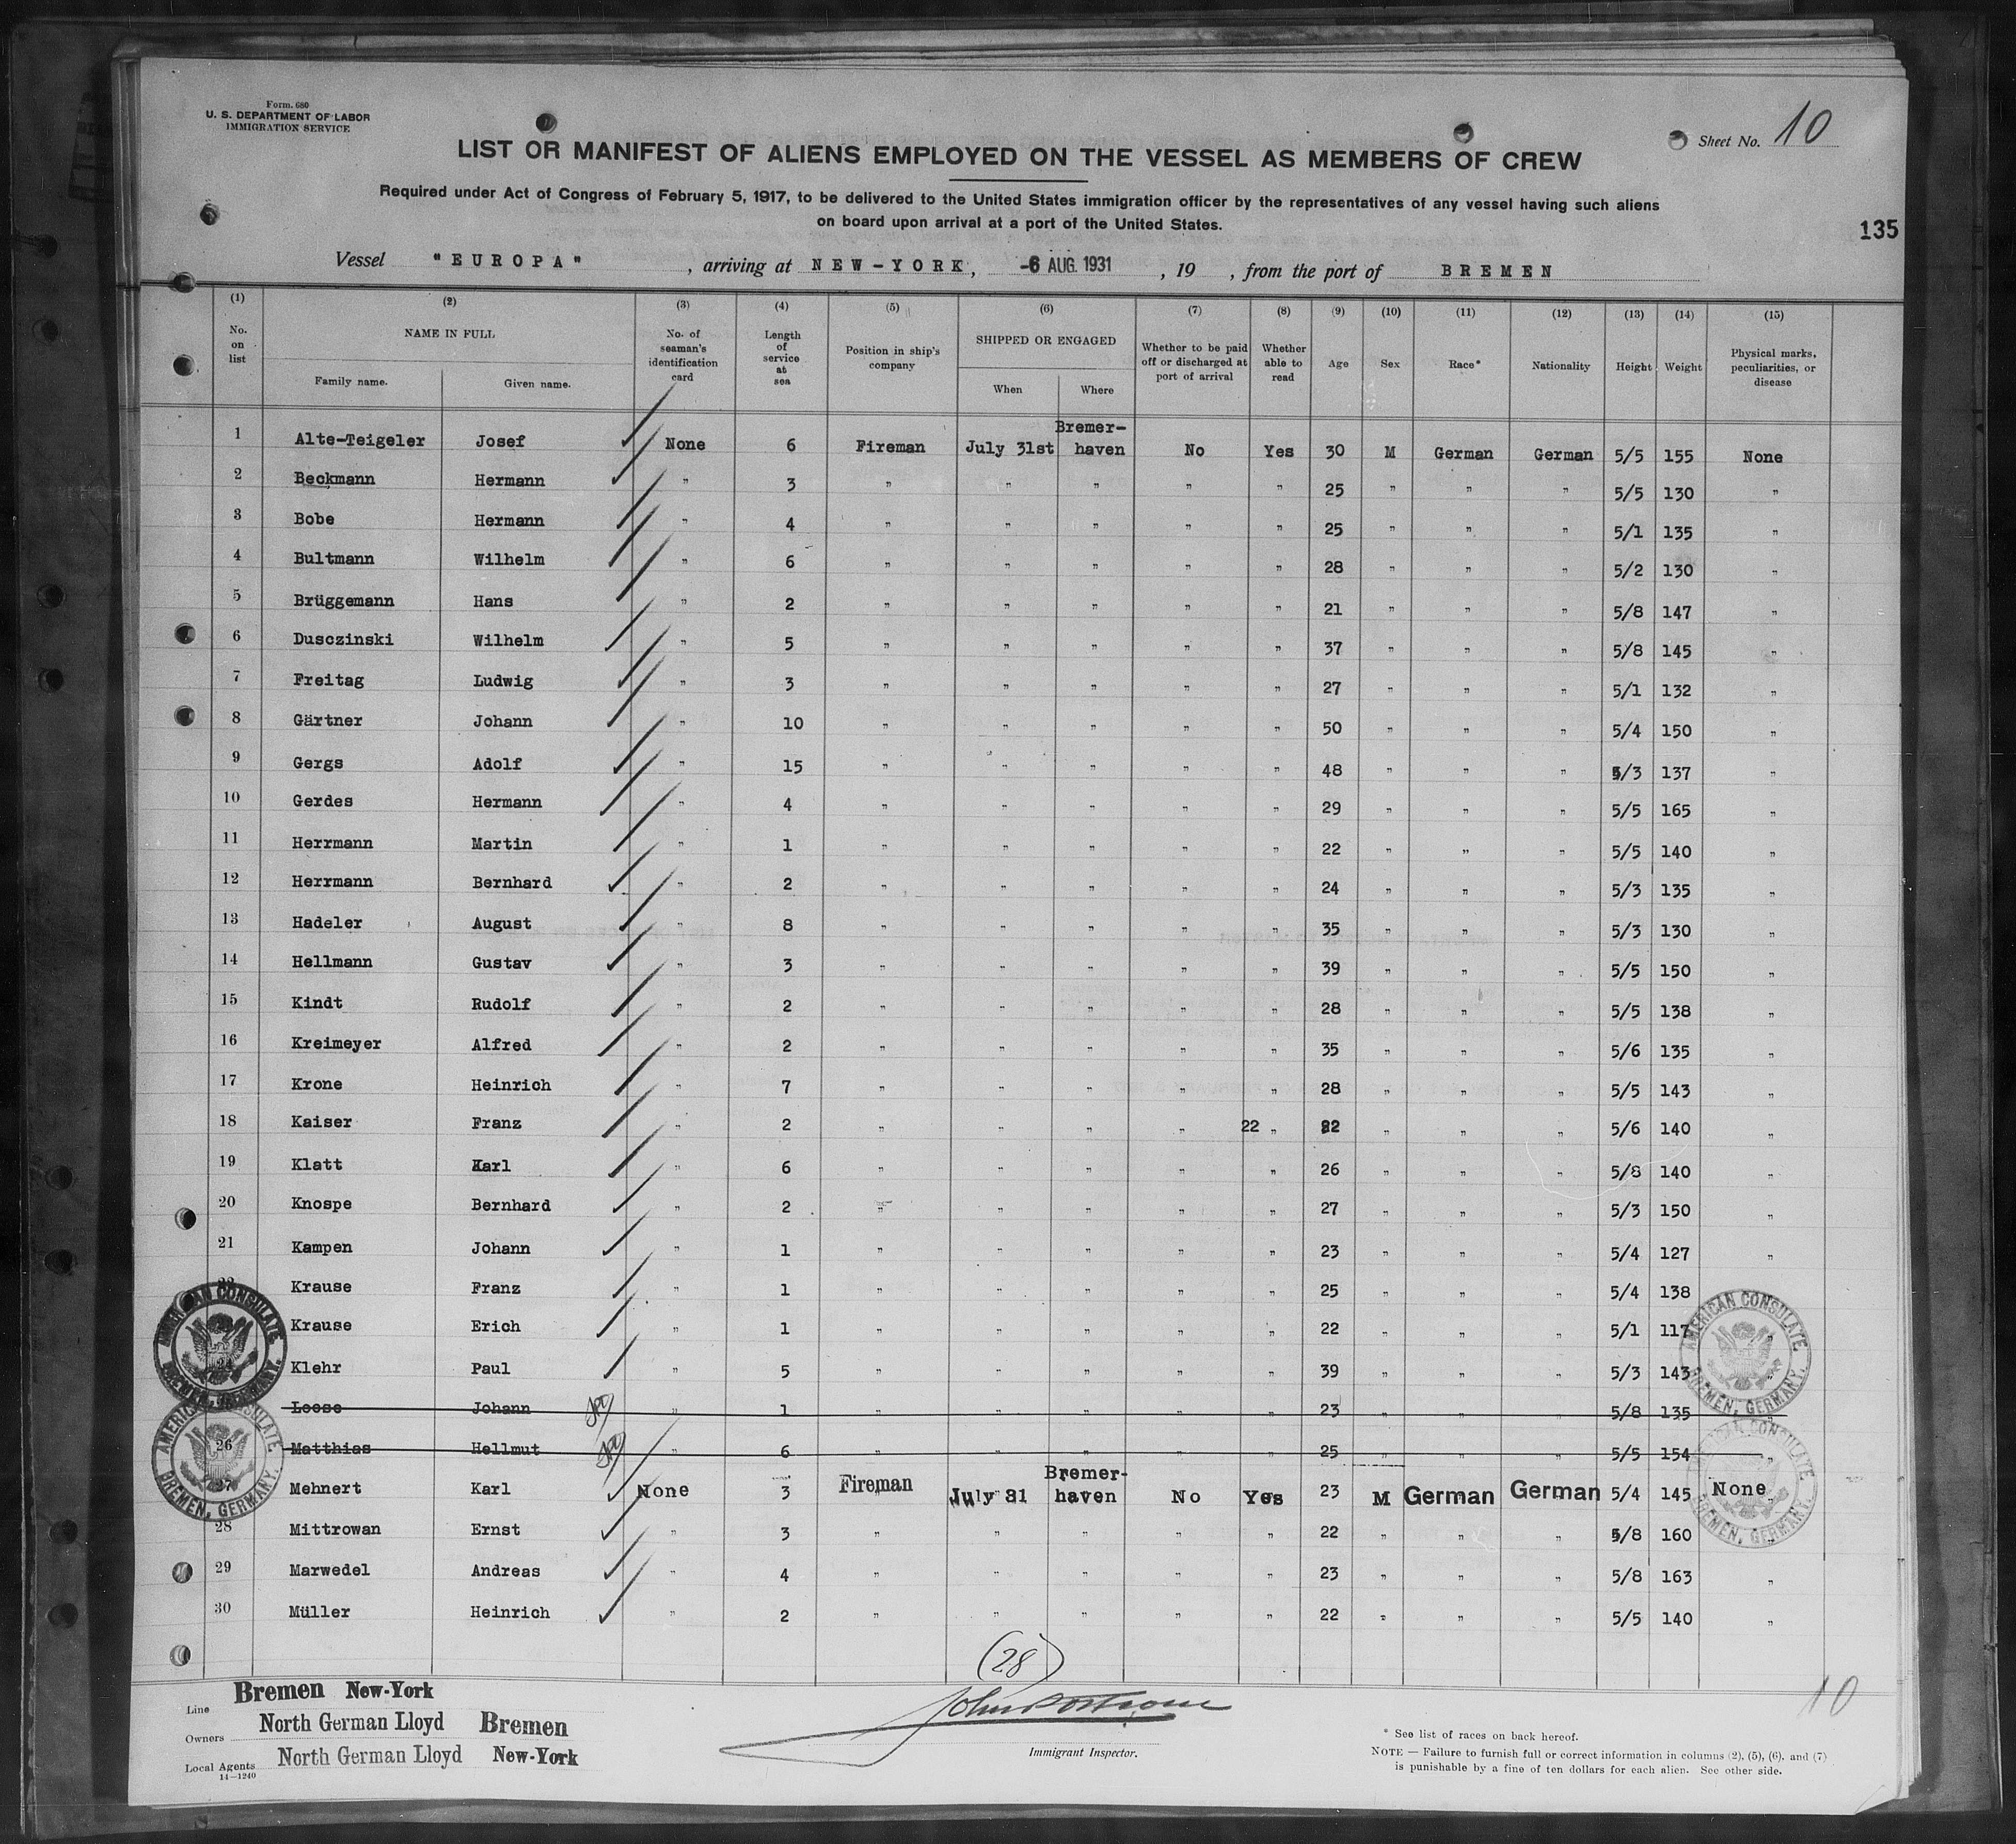 Form. 680
U. S. DEPARTMENT OF LABOR
IMMIGRATION SERVICE
Sheet No. 10
LIST OR MANIFEST OF ALIENS EMPLOYED ON THE VESSEL AS MEMBERS OF CREW
Required under Act of Congress of February 5, 1917, to be delivered to the United States immigration officer by the representatives of any vessel having such aliens
on board upon arrival at a port of the United States.
135
Vessel "EUROPA" , arriving at NEW-YORK, -6 AUG. 1931 , 19 , from the port of BREMEN
(1) (2) (3) (4) (5) (6) (7) (8) (9) (10) (11) (12) (13) (14) (15)
No. on list NAME IN FULL Family name. Given name. No. of seaman's identification card Length of service at sea Position in ship's company SHIPPED OR ENGAGED When Where Whether to be paid off or discharged at port of arrival Whether able to read Age Sex Race* Nationality Height Weight Physical marks, peculiarities, or disease
1 Alte-Teigeler Josef None 6 Fireman July 31st Bremer-haven No Yes 30 M German German 5/5 155 None
2 Beckmann Hermann " 3 " " " " " 25 " " " 5/5 130 "
3 Bobe Hermann " 4 " " " " " 25 " " " 5/1 135 "
4 Bultmann Wilhelm " 6 " " " " " 28 " " " 5/2 130 "
5 Brüggemann Hans " 2 " " " " " 21 " " " 5/8 147 "
6 Dusczinski Wilhelm " 5 " " " " " 37 " " " 5/8 145 "
7 Freitag Ludwig " 3 " " " " " 27 " " " 5/1 132 "
8 Gärtner Johann " 10 " " " " " 50 " " " 5/4 150 "
9 Gergs Adolf " 15 " " " " " 48 " " " 5/3 137 "
10 Gerdes Hermann " 4 " " " " " 29 " " " 5/5 165 "
11 Herrmann Martin " 1 " " " " " 22 " " " 5/5 140 "
12 Herrmann Bernhard " 2 " " " " " 24 " " " 5/3 135 "
13 Hadeler August " 8 " " " " " 35 " " " 5/3 130 "
14 Hellmann Gustav " 3 " " " " " 39 " " " 5/5 150 "
15 Kindt Rudolf " 2 " " " " " 28 " " " 5/5 138 "
16 Kreimeyer Alfred " 2 " " " " " 35 " " " 5/6 135 "
17 Krone Heinrich " 7 " " " " " 28 " " " 5/5 143 "
18 Kaiser Franz " 2 " " " " 22 " 22 " " " 5/6 140 "
19 Klatt Karl " 6 " " " " " 26 " " " 5/8 140 "
20 Knospe Bernhard " 2 " " " " " 27 " " " 5/3 150 "
21 Kampen Johann " 1 " " " " " 23 " " " 5/4 127 "
22 Krause Franz " 1 " " " " " 25 " " " 5/4 138
Krause Erich " 1 " " " " " 22 " " " 5/1 117 "
24 Klehr Paul " 5 " " " " " 39 " " " 5/3 143 "
Loose Johann " 1 " " " " " 23 " " " 5/8 135 "
26 Matthias Hellmut " 6 " " " " " 25 " " " 5/5 154 "
27 Mehnert Karl None 3 Fireman July 31 Bremer-haven No Yes 23 M German German 5/4 145 None
28 Mittrowan Ernst " 3 " " " " " 22 " " " 5/8 160 "
29 Marwedel Andreas " 4 " " " " " 23 " " " 5/8 163 "
30 Müller Heinrich " 2 " " " " " 22 " " " 5/5 140 "
AMERICAN CONSULATE BREMEN, GERMANY.
AMERICAN CONSULATE BREMEN, GERMANY.
AMERICAN CONSULATE BREMEN, GERMANY.
AMERICAN CONSULATE BREMEN, GERMANY.
(28)
10
Line Bremen New-York
Owners North German Lloyd Bremen
Local Agents North German Lloyd New-York
14-1240
Immigrant Inspector.
* See list of races on back hereof.
NOTE — Failure to furnish full or correct information in columns (2), (5), (6), and (7)
is punishable by a fine of ten dollars for each alien. See other side.